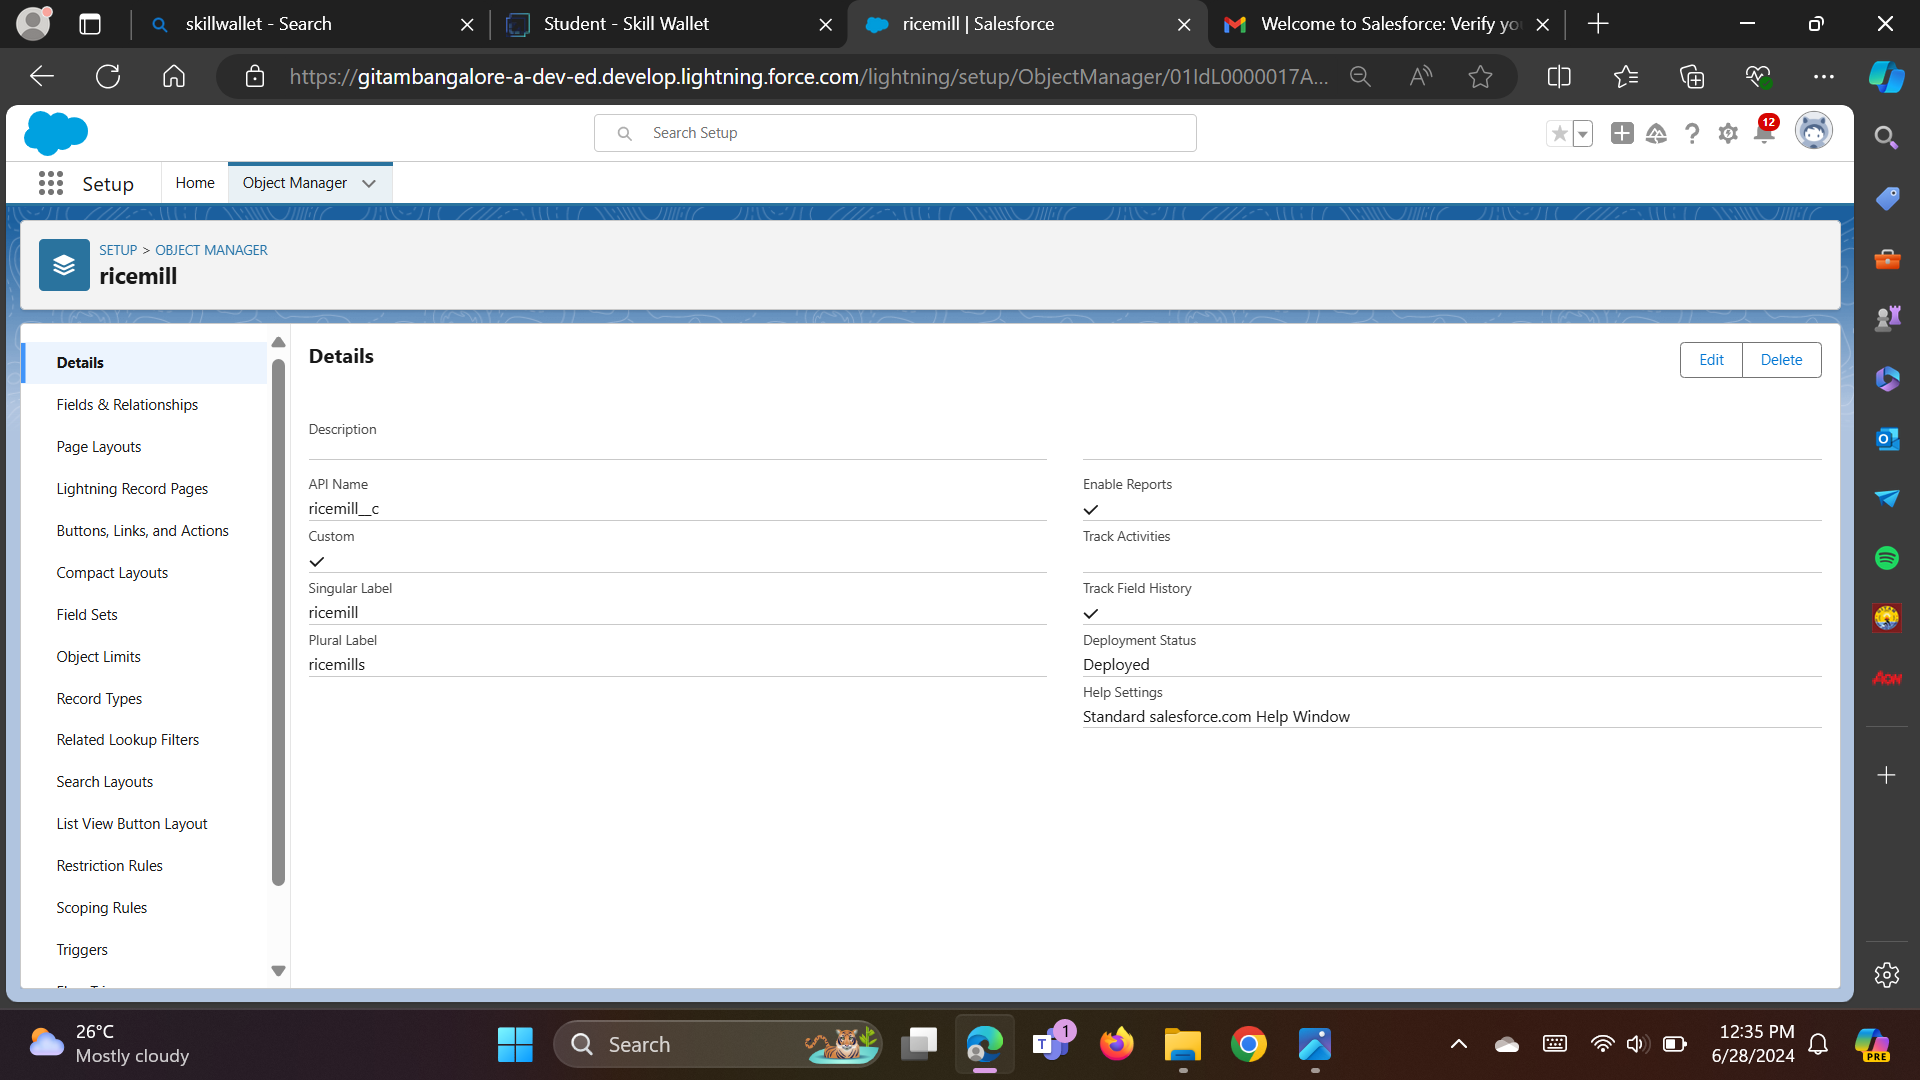 skillwallet - Search
Student - Skill Wallet
ricemill | Salesforce
Welcome to Salesforce: Verify yo
https://gitambangalore-a-dev-ed.develop.lightning.force.com/lightning/setup/ObjectManager/01IdL0000017A...
Search Setup
12
Setup
Home
Object Manager
SETUP > OBJECT MANAGER
ricemill
Details
Fields & Relationships
Page Layouts
Lightning Record Pages
Buttons, Links, and Actions
Compact Layouts
Field Sets
Object Limits
Record Types
Related Lookup Filters
Search Layouts
List View Button Layout
Restriction Rules
Scoping Rules
Triggers
Details
Edit
Delete
Description
API Name
ricemill__c
Custom
Singular Label
ricemill
Plural Label
ricemills
Enable Reports
Track Activities
Track Field History
Deployment Status
Deployed
Help Settings
Standard salesforce.com Help Window
AON
26°C
Mostly cloudy
Search
1
12:35 PM
6/28/2024
PRE